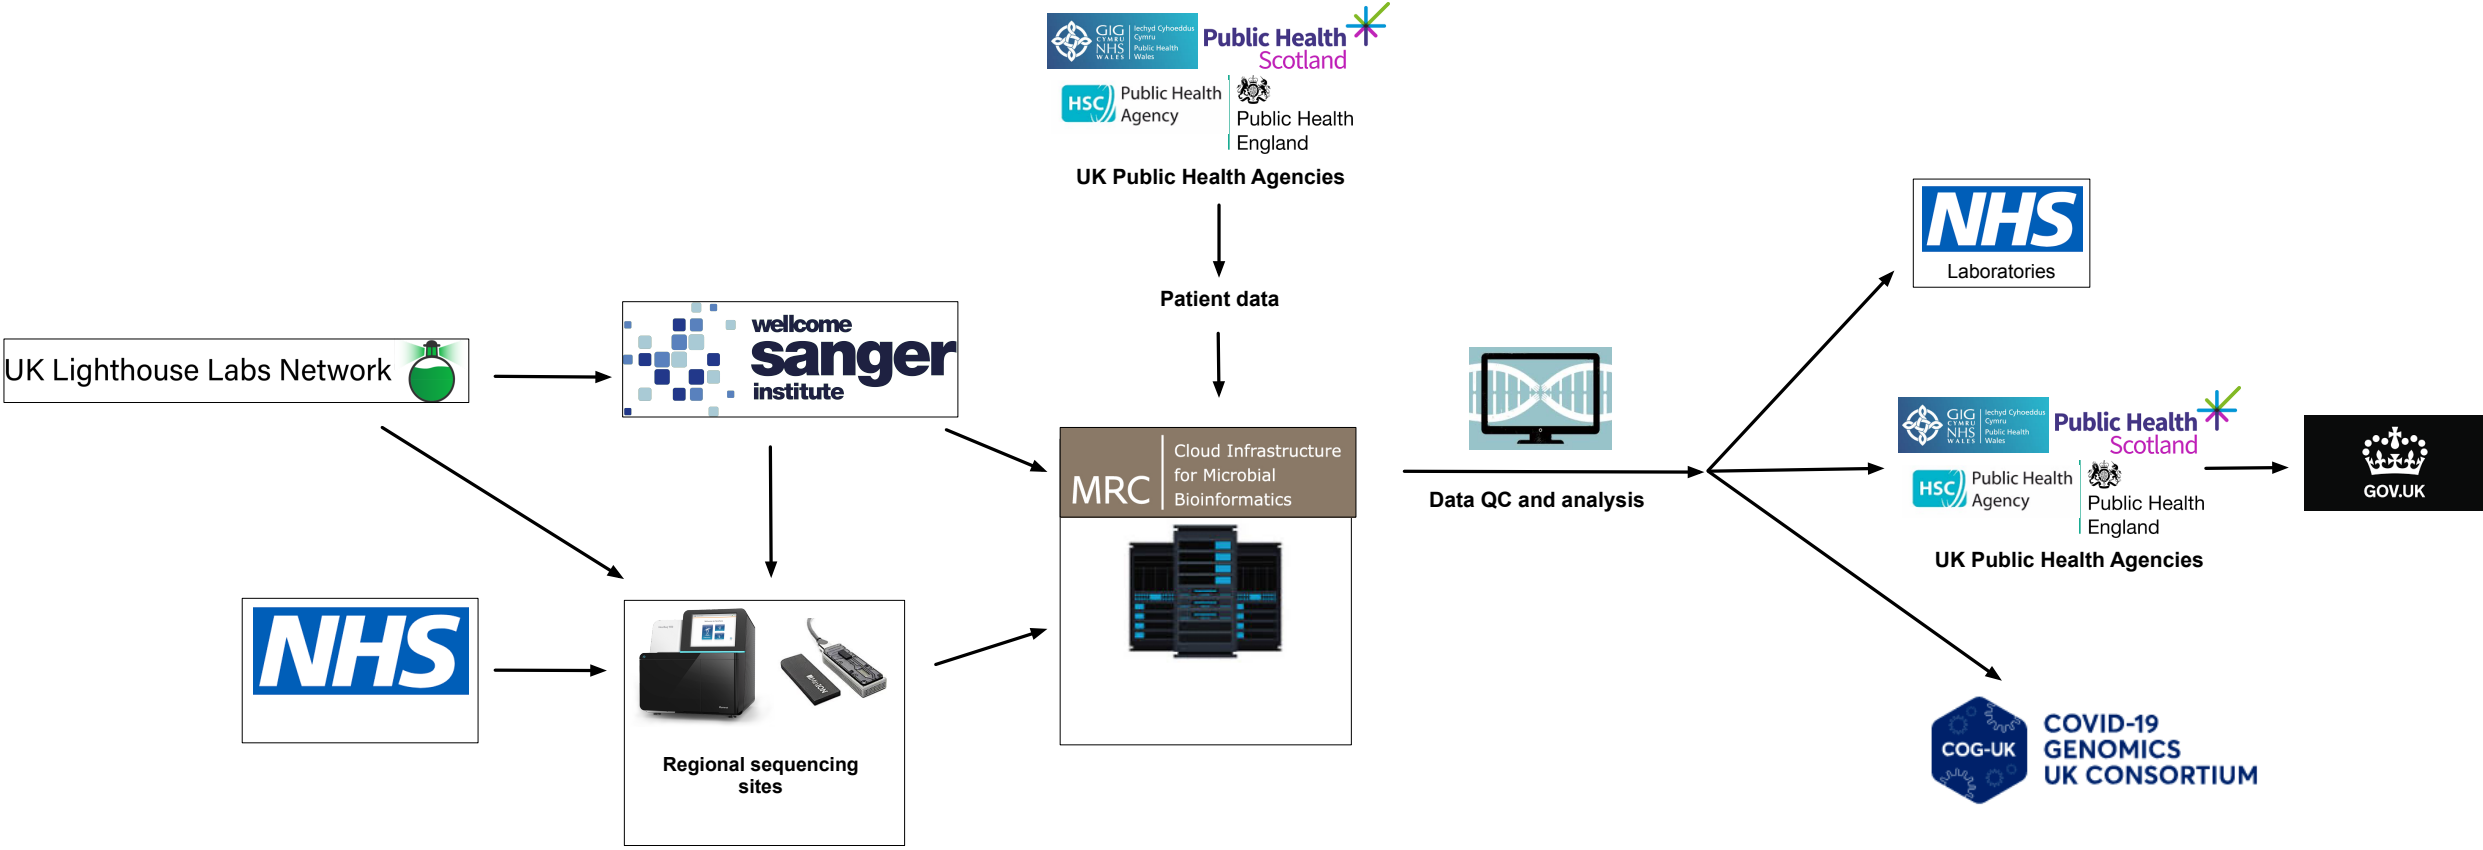 GIG
CYMRU
NHS
WALES
Iechyd Cyhoeddus
Cymru
Public Health
Wales
Public Health
Scotland
HSC
Public Health
Agency
Public Health
England
UK Public Health Agencies
Patient data
UK Lighthouse Labs Network
wellcome
sanger
institute
MRC
Cloud Infrastructure
for Microbial
Bioinformatics
Data QC and analysis
NHS
Laboratories
GIG
CYMRU
NHS
WALES
Iechyd Cyhoeddus
Cymru
Public Health
Wales
Public Health
Scotland
HSC
Public Health
Agency
Public Health
England
UK Public Health Agencies
GOV.UK
NHS
MinION
Regional sequencing
sites
COG-UK
COVID-19
GENOMICS
UK CONSORTIUM